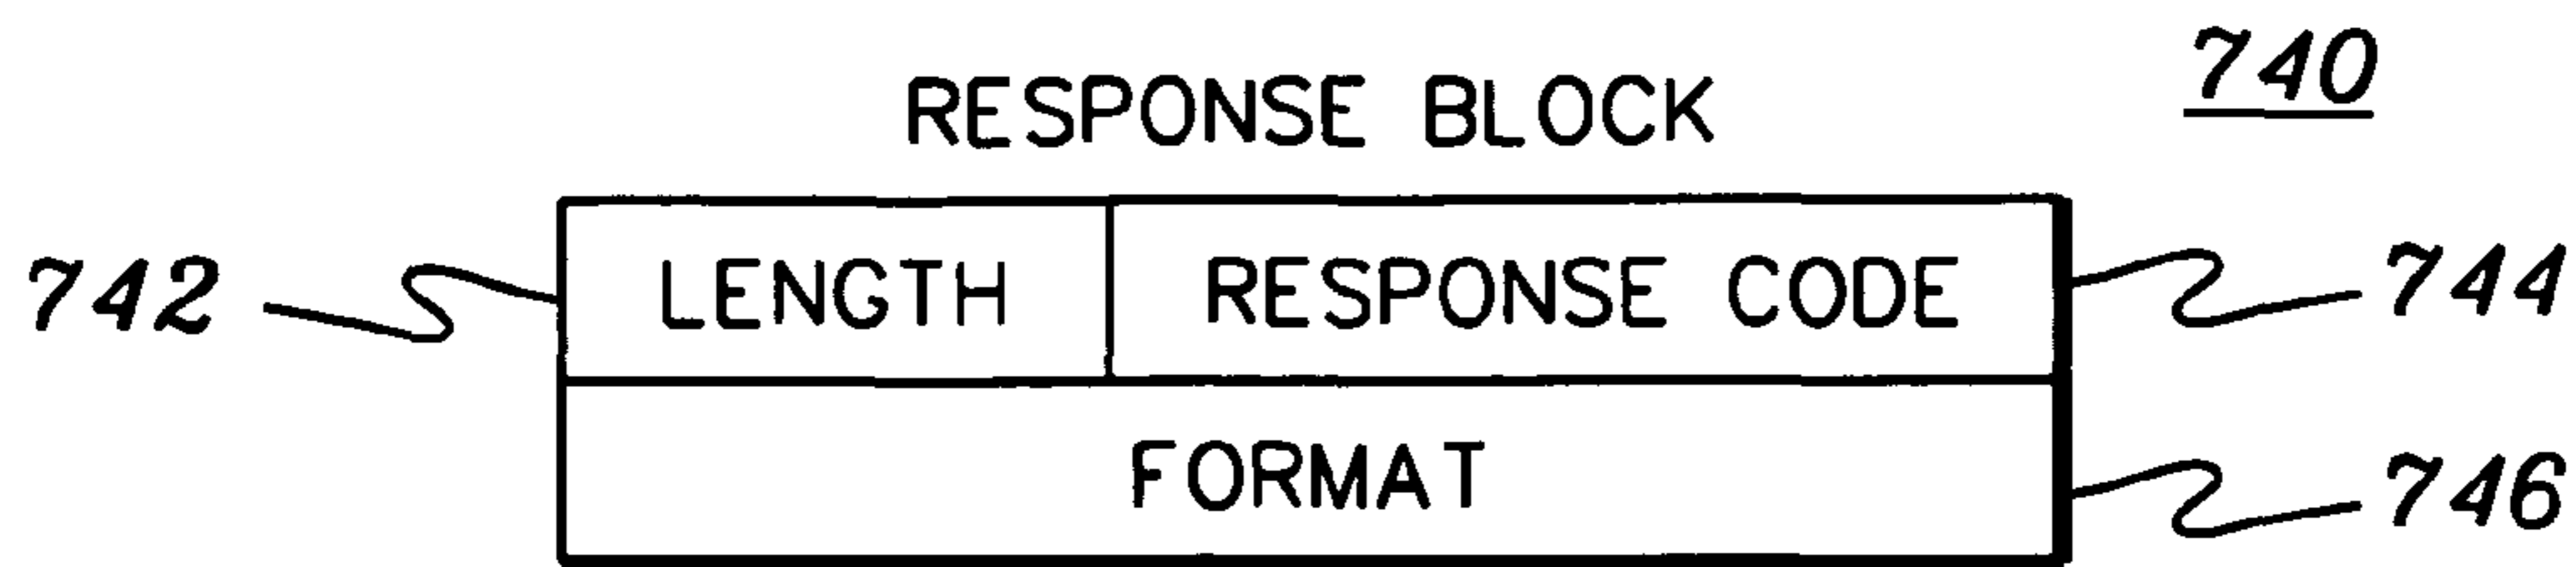 740
RESPONSE BLOCK
742 LENGTH RESPONSE CODE 744
FORMAT 746